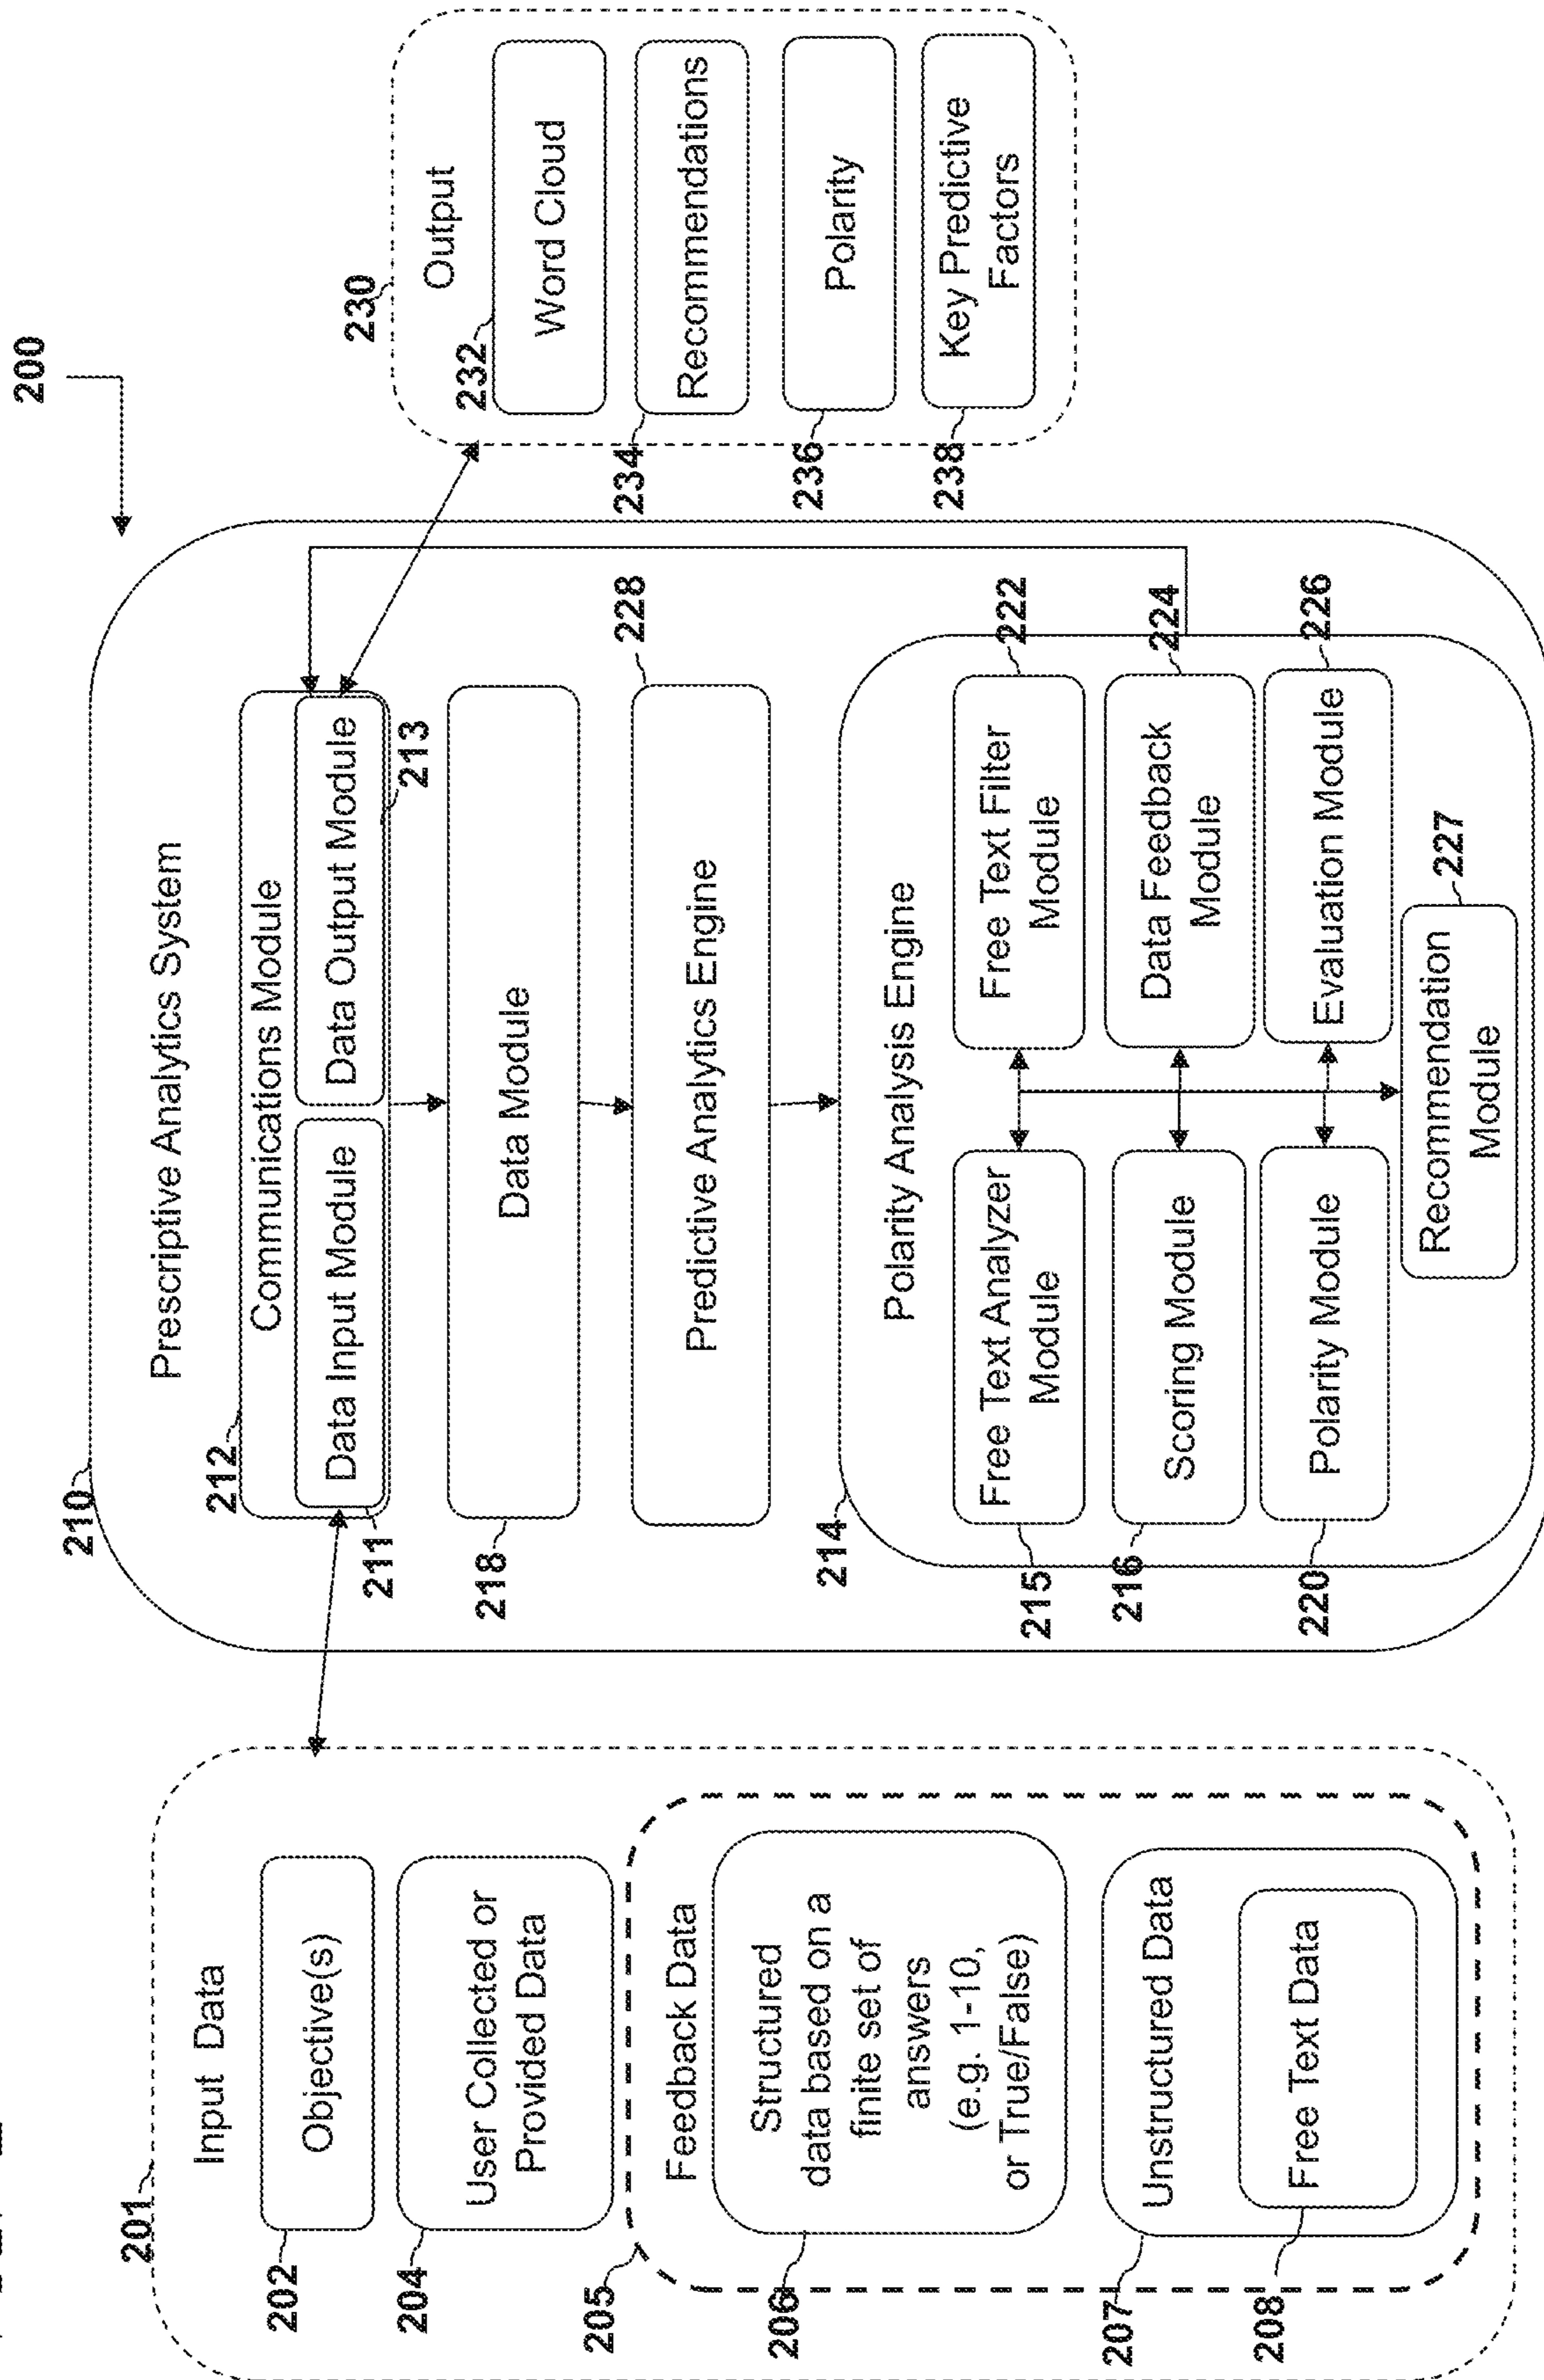 200
201
Input Data
202
Objective(s)
204
User Collected or
Provided Data
205
Feedback Data
206
Structured
data based on a
finite set of
answers
(e.g. 1-10,
or True/False)
207
Unstructured Data
208
Free Text Data
210
Prescriptive Analytics System
212
Communications Module
Data Input Module
211
Data Output Module
213
218
Data Module
228
Predictive Analytics Engine
214
Polarity Analysis Engine
215
Free Text Analyzer
Module
222
Free Text Filter
Module
216
Scoring Module
224
Data Feedback
Module
220
Polarity Module
226
Evaluation Module
227
Recommendation
Module
230
Output
232
Word Cloud
234
Recommendations
236
Polarity
238
Key Predictive
Factors